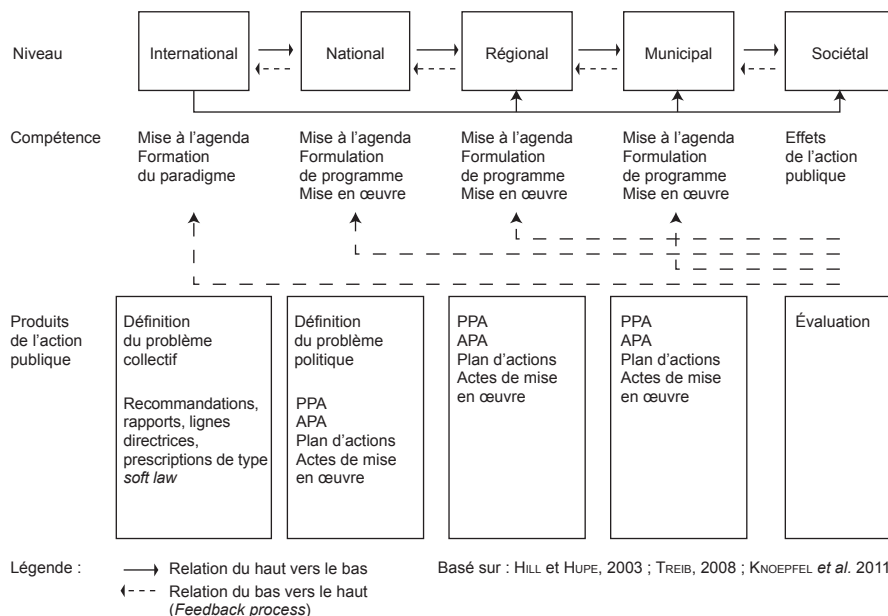 Niveau
International
National
Régional
Municipal
Sociétal
Compétence
Mise à l'agenda
Formation
du paradigme
Mise à l'agenda
Formulation
de programme
Mise en œuvre
Mise à l'agenda
Formulation
de programme
Mise en œuvre
Mise à l'agenda
Formulation
de programme
Mise en œuvre
Effets
de l'action
publique
Produits
de l'action
publique
Définition
du problème
collectif
Recommandations,
rapports, lignes
directrices,
prescriptions de type
soft law
Définition
du problème
politique
PPA
APA
Plan d'actions
Actes de mise
en œuvre
PPA
APA
Plan d'actions
Actes de mise
en œuvre
PPA
APA
Plan d'actions
Actes de mise
en œuvre
Évaluation
Légende :
Relation du haut vers le bas
Relation du bas vers le haut
(Feedback process)
Basé sur : HILL et HUPE, 2003 ; TREIB, 2008 ; KNOEPFEL et al. 2011